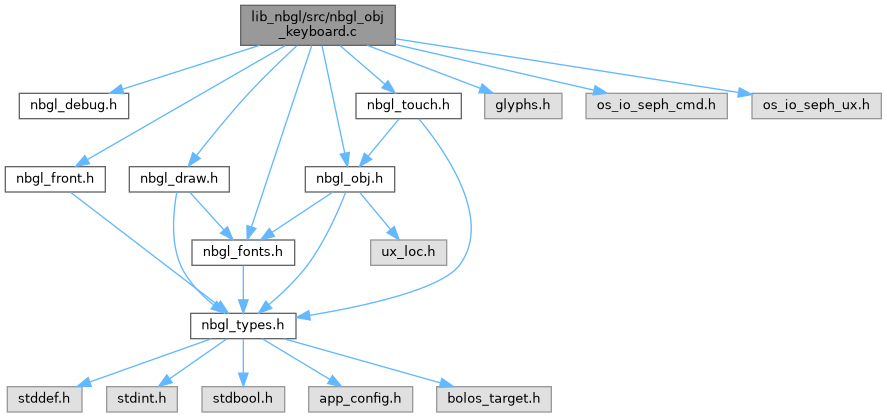 lib_nbgl/src/nbgl_obj
_keyboard.c
nbgl_debug.h
nbgl_touch.h
glyphs.h
os_io_seph_cmd.h
os_io_seph_ux.h
nbgl_front.h
nbgl_draw.h
nbgl_obj.h
nbgl_fonts.h
ux_loc.h
nbgl_types.h
stddef.h
stdint.h
stdbool.h
app_config.h
bolos_target.h